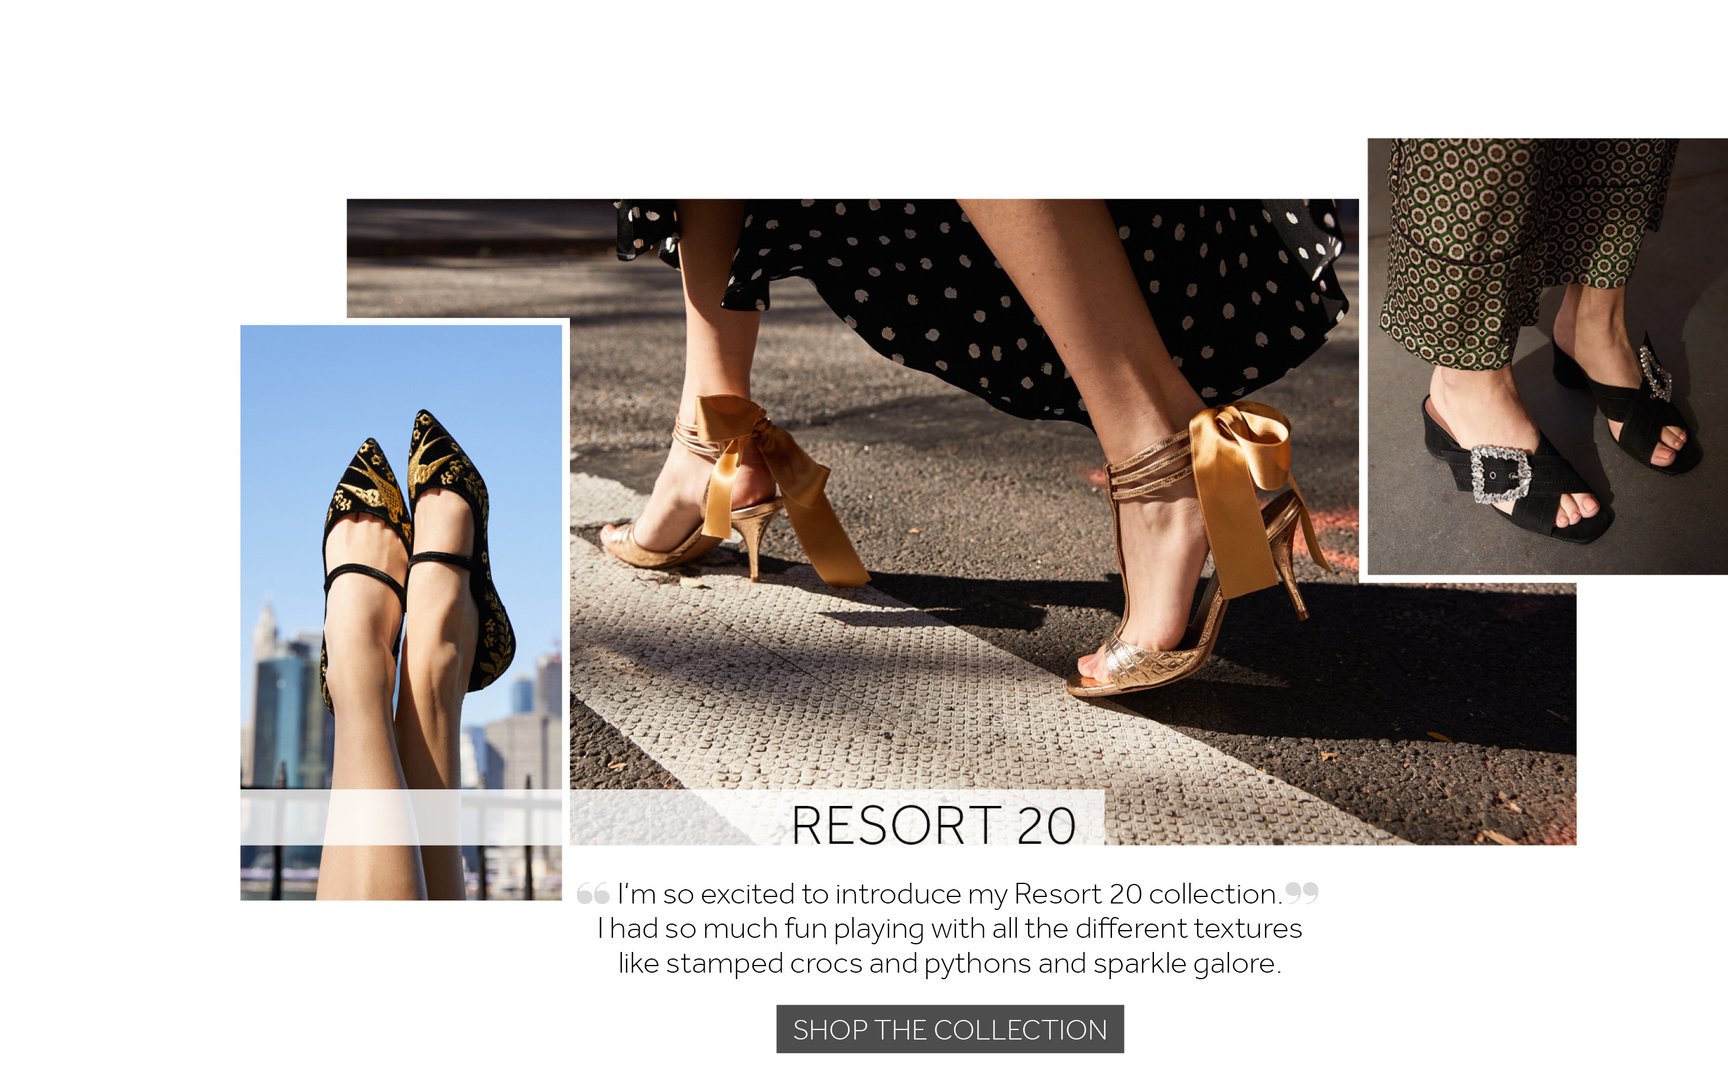 RESORT 20
“I'm so excited to introduce my Resort 20 collection.”
I had so much fun playing with all the different textures
like stamped crocs and pythons and sparkle galore.
SHOP THE COLLECTION